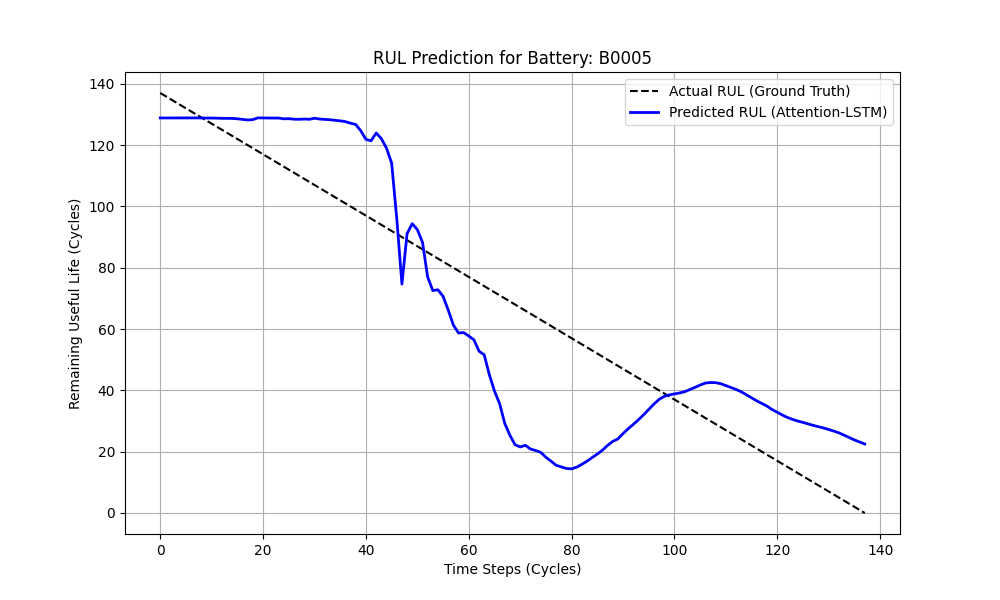 RUL Prediction for Battery: B0005
Actual RUL (Ground Truth)
Predicted RUL (Attention-LSTM)
Remaining Useful Life (Cycles)
140
120
100
80
60
40
20
0
0 20 40 60 80 100 120 140
Time Steps (Cycles)